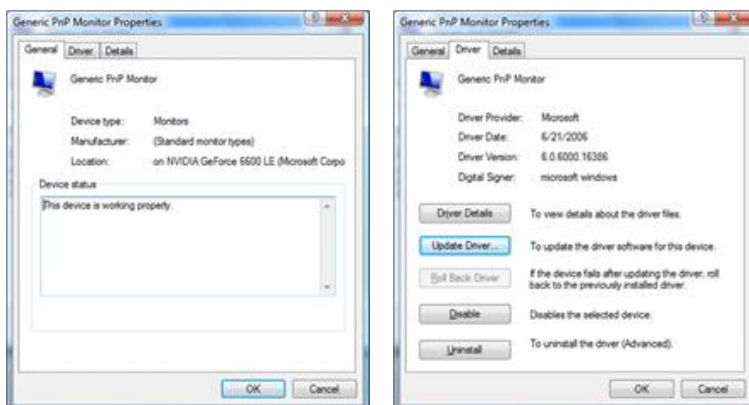 Generic PnP Monitor Properties
General Driver Details
Generic PnP Monitor
Device type: Monitors
Manufacturer: (Standard monitor types)
Location: on NVIDIA GeForce 6600 LE (Microsoft Corpo
Device status
This device is working properly.
OK Cancel
Generic PnP Monitor Properties
General Driver Details
Generic PnP Monitor
Driver Provider: Microsoft
Driver Date: 6/21/2006
Driver Version: 6.0.6000.16386
Digital Signer: microsoft windows
Driver Details To view details about the driver files.
Update Driver... To update the driver software for this device.
Roll Back Driver If the device fails after updating the driver, roll
back to the previously installed driver.
Disable Disables the selected device.
Uninstall To uninstall the driver (Advanced).
OK Cancel